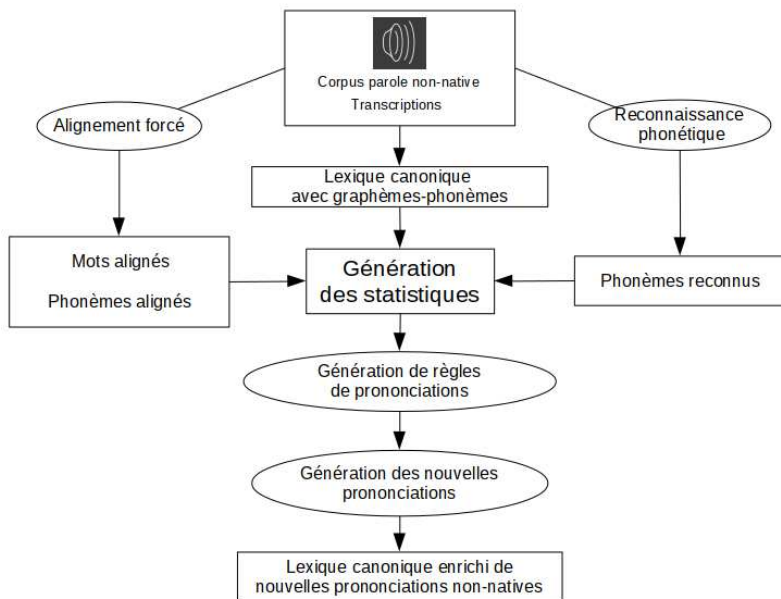 Corpus parole non-native
Transcriptions
Alignement forcé
Reconnaissance
phonétique
Lexique canonique
avec graphèmes-phonèmes
Mots alignés
Phonèmes alignés
Génération
des statistiques
Phonèmes reconnus
Génération de règles
de prononciations
Génération des nouvelles
prononciations
Lexique canonique enrichi de
nouvelles prononciations non-natives